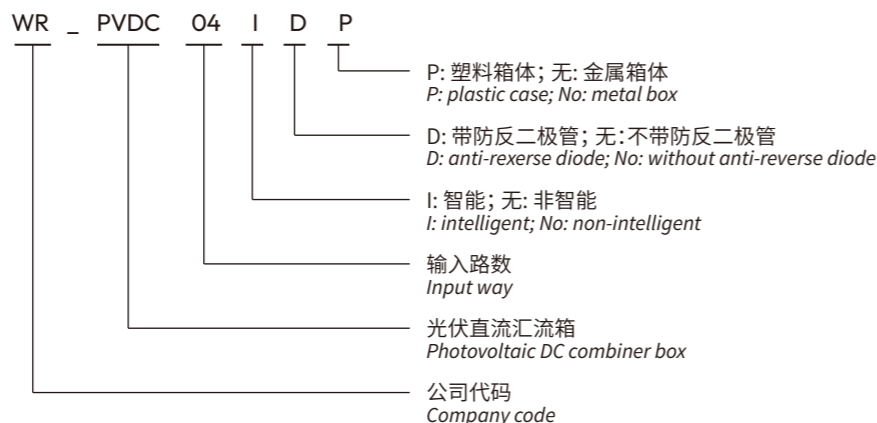 WR _ PVDC 04 I D P
P: 塑料箱体; 无: 金属箱体
P: plastic case; No: metal box
D: 带防反二极管; 无:不带防反二极管
D: anti-rexerse diode; No: without anti-reverse diode
I: 智能; 无: 非智能
I: intelligent; No: non-intelligent
输入路数
Input way
光伏直流汇流箱
Photovoltaic DC combiner box
公司代码
Company code